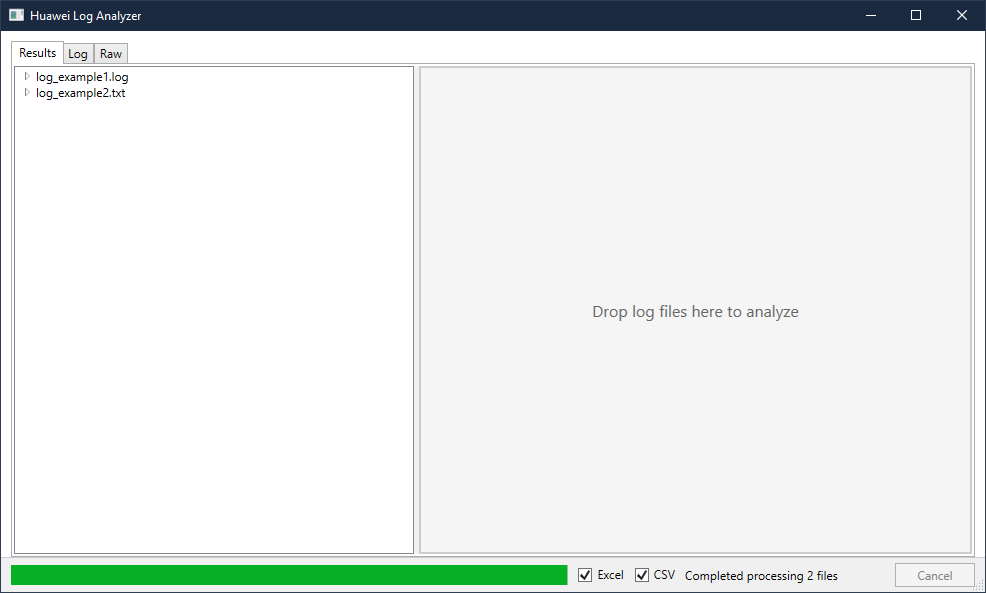 Huawei Log Analyzer
Results Log Raw
log_example1.log
log_example2.txt
Drop log files here to analyze
Excel CSV Completed processing 2 files Cancel